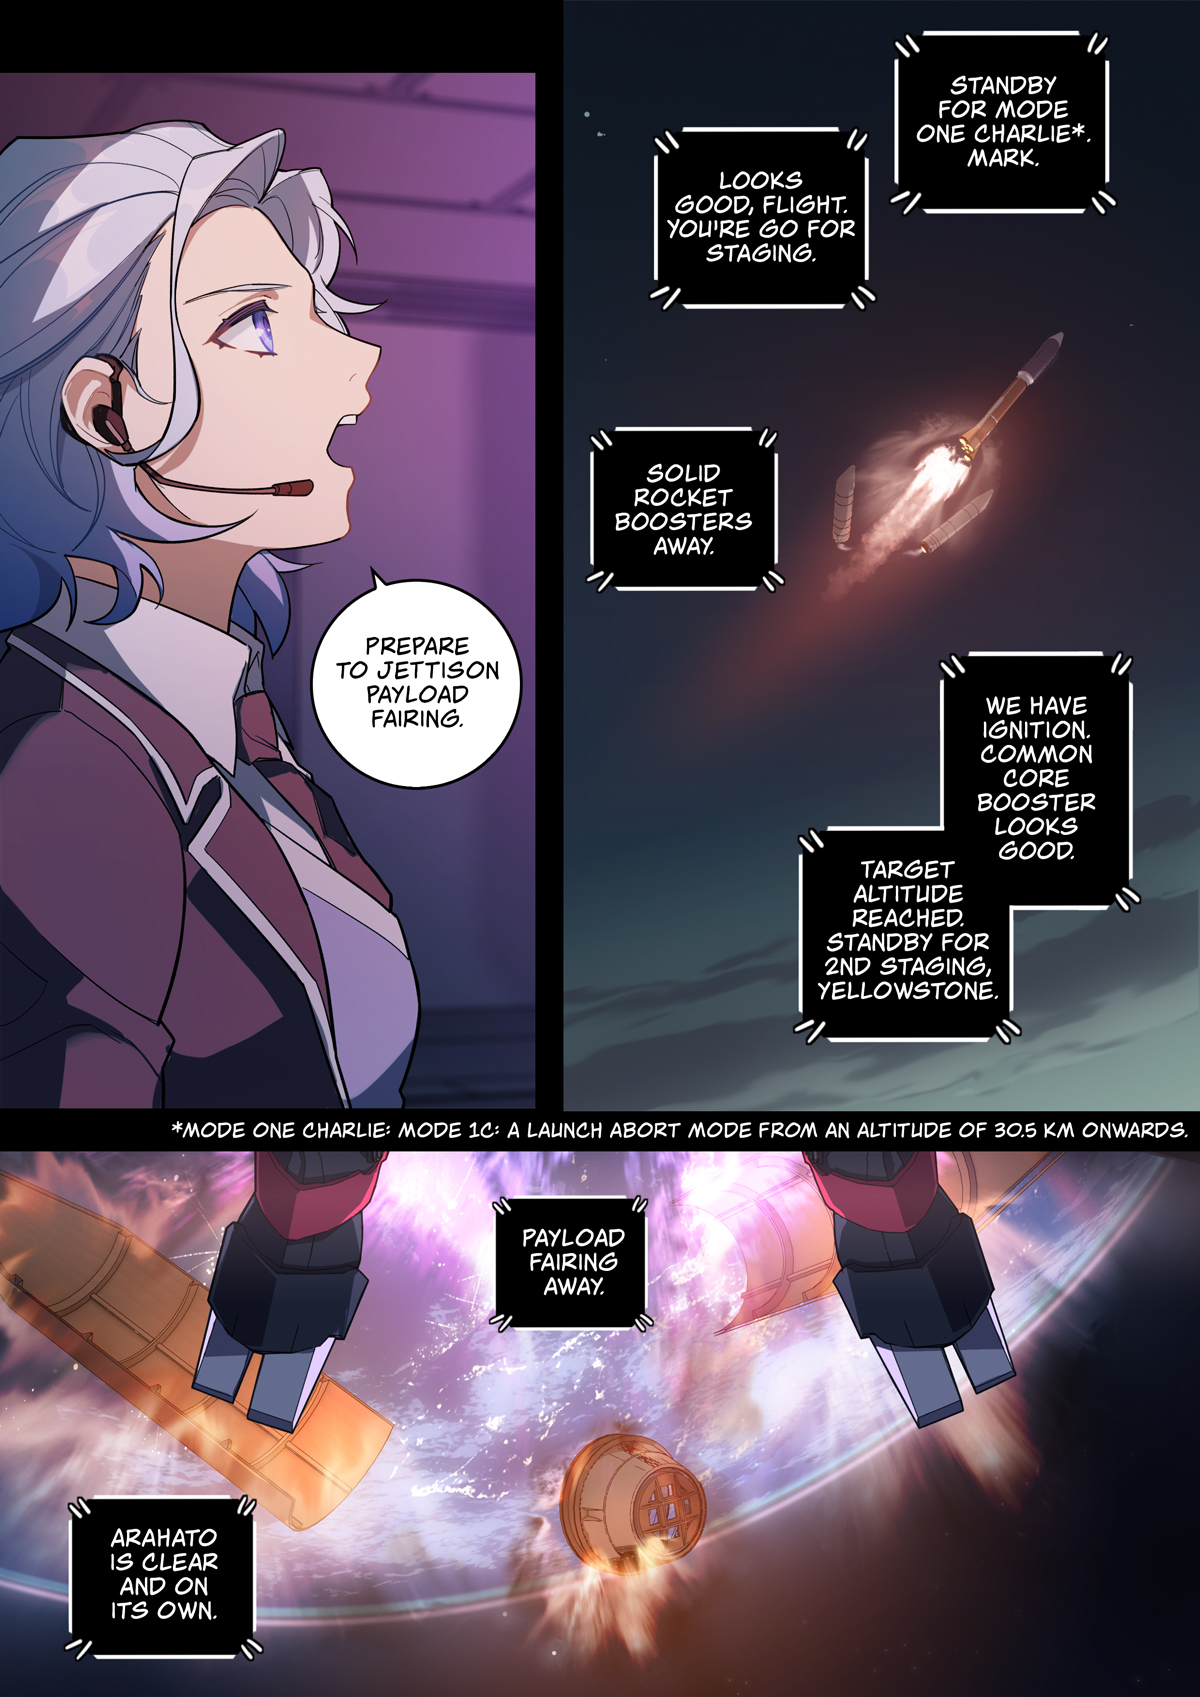 STANDBY
FOR MODE
ONE CHARLIE*.
MARK.
LOOKS
GOOD, FLIGHT.
YOU'RE GO FOR
STAGING.
SOLID
ROCKET
BOOSTERS
AWAY.
WE HAVE
IGNITION.
COMMON
CORE
BOOSTER
LOOKS
GOOD.
TARGET
ALTITUDE
REACHED.
STANDBY FOR
2ND STAGING,
YELLOWSTONE.
PREPARE
TO JETTISON
PAYLOAD
FAIRING.
*MODE ONE CHARLIE: MODE 1C: A LAUNCH ABORT MODE FROM AN ALTITUDE OF 30.5 KM ONWARDS.
PAYLOAD
FAIRING
AWAY.
ARAHATO
IS CLEAR
AND ON
ITS OWN.